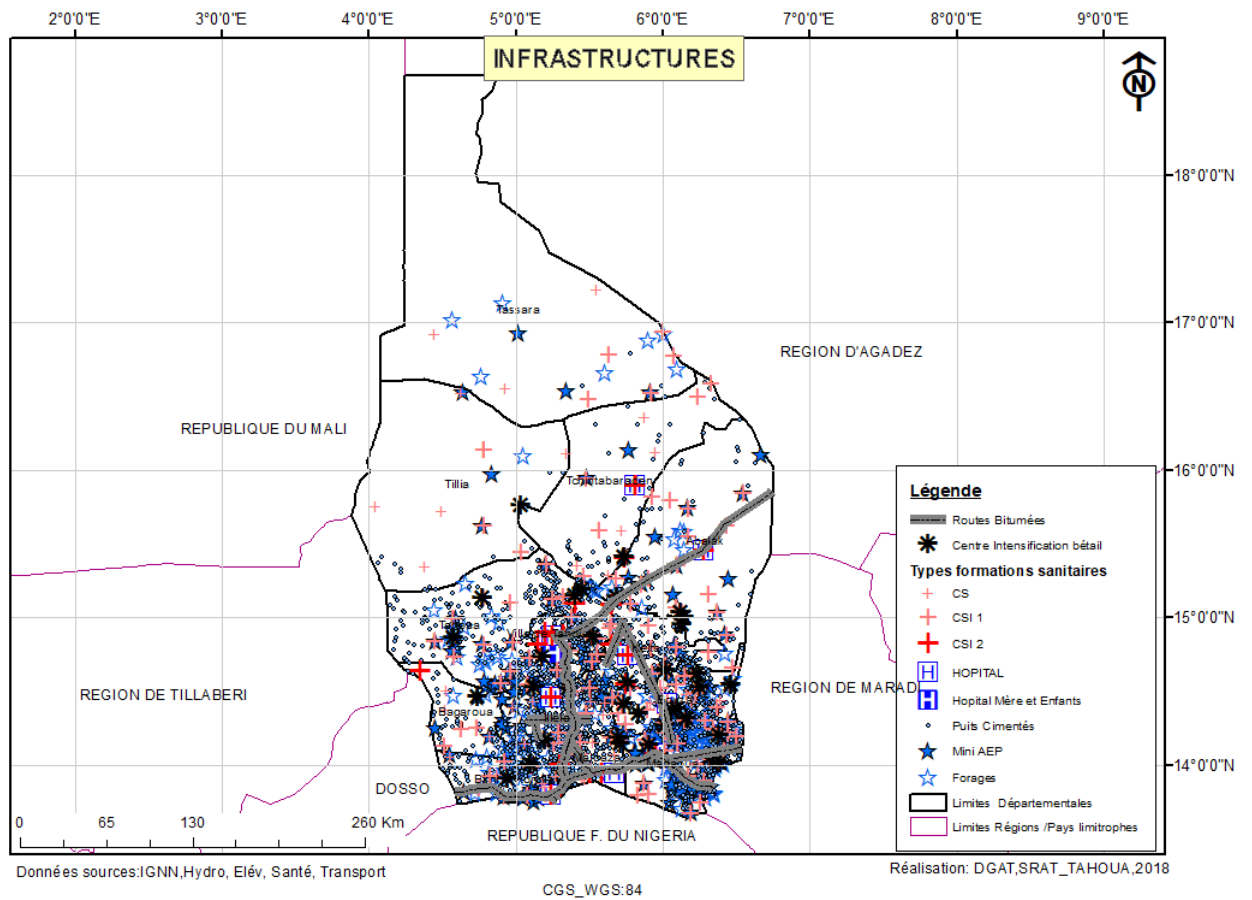 2°0'0"E 3°0'0"E 4°0'0"E 5°0'0"E 6°0'0"E 7°0'0"E 8°0'0"E 9°0'0"E
INFRASTRUCTURES
N
18°0'0"N
Tassara
17°0'0"N
REGION D'AGADEZ
REPUBLIQUE DU MALI
16°0'0"N
Tillia
Légende
Routes Bitumées
Centre Intensification bétail
Types formations sanitaires
CS
CSI 1
CSI 2
HOPITAL
Hopital Mère et Enfants
Puits Cimentés
Mini AEP
Forages
Limites Départementales
Limites Régions /Pays limitrophes
15°0'0"N
REGION DE TILLABERI
REGION DE MARADI
Bagaroua
14°0'0"N
DOSSO
0 65 130 260 Km
REPUBLIQUE F. DU NIGERIA
Données sources:IGNN,Hydro, Elév, Santé, Transport
Réalisation: DGAT,SRAT_TAHOUA,2018
CGS_WGS:84